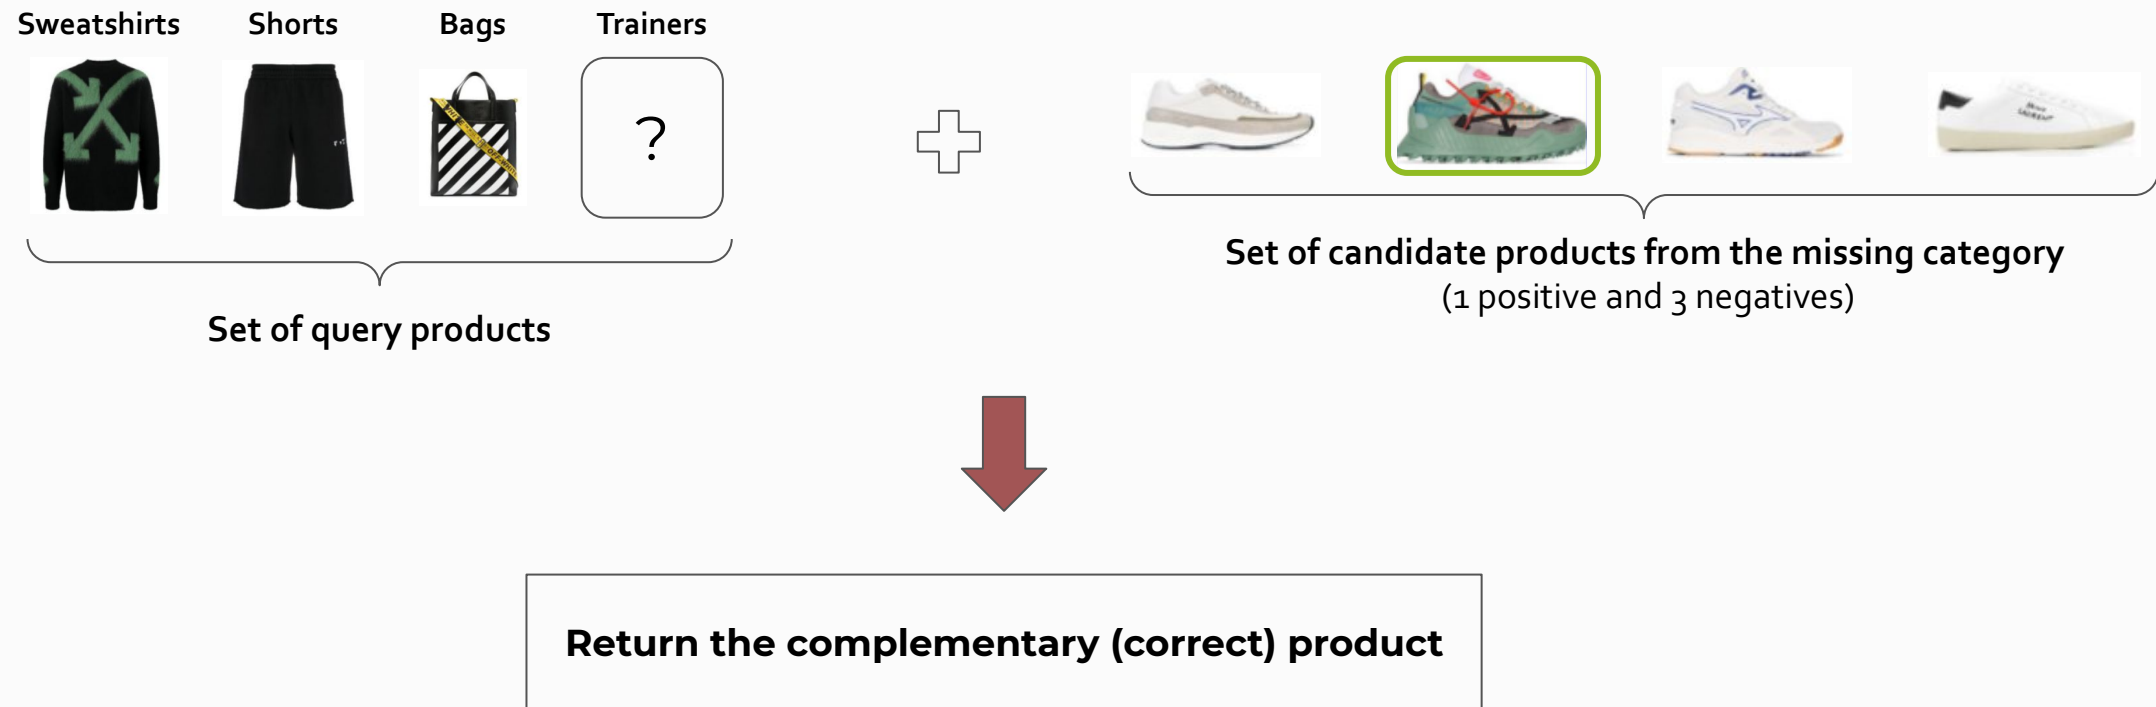 Sweatshirts
Shorts
Bags
Trainers
?
Set of query products
Set of candidate products from the missing category
(1 positive and 3 negatives)
Return the complementary (correct) product